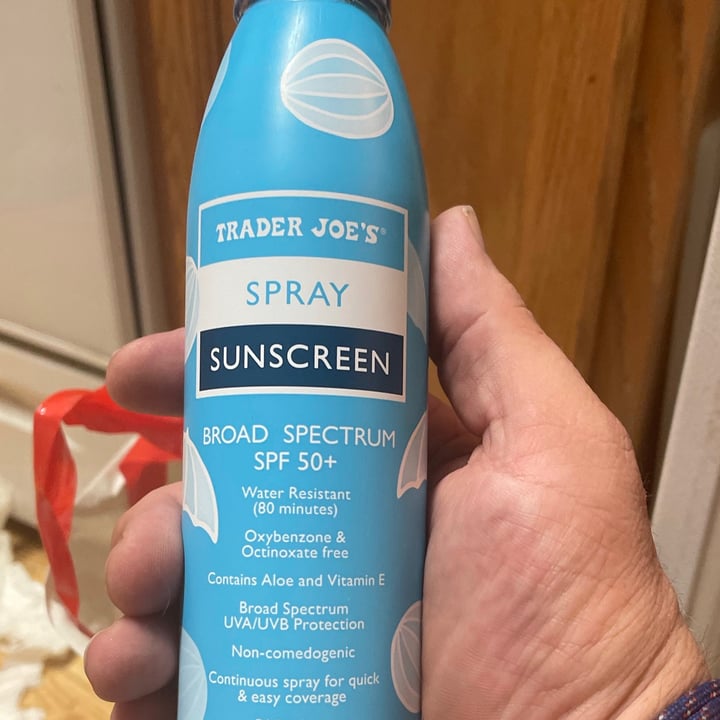 TRADER JOE'S®
SPRAY
SUNSCREEN
BROAD SPECTRUM
SPF 50+
Water Resistant
(80 minutes)
Oxybenzone &
Octinoxate free
Contains Aloe and Vitamin E
Broad Spectrum
UVA/UVB Protection
Non-comedogenic
Continuous spray for quick
& easy coverage